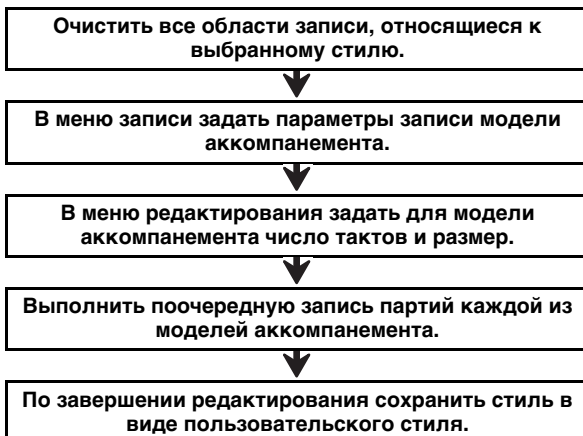 Очистить все области записи, относящиеся к
выбранному стилю.
В меню записи задать параметры записи модели
аккомпанемента.
В меню редактирования задать для модели
аккомпанемента число тактов и размер.
Выполнить поочередную запись партий каждой из
моделей аккомпанемента.
По завершении редактирования сохранить стиль в
виде пользовательского стиля.